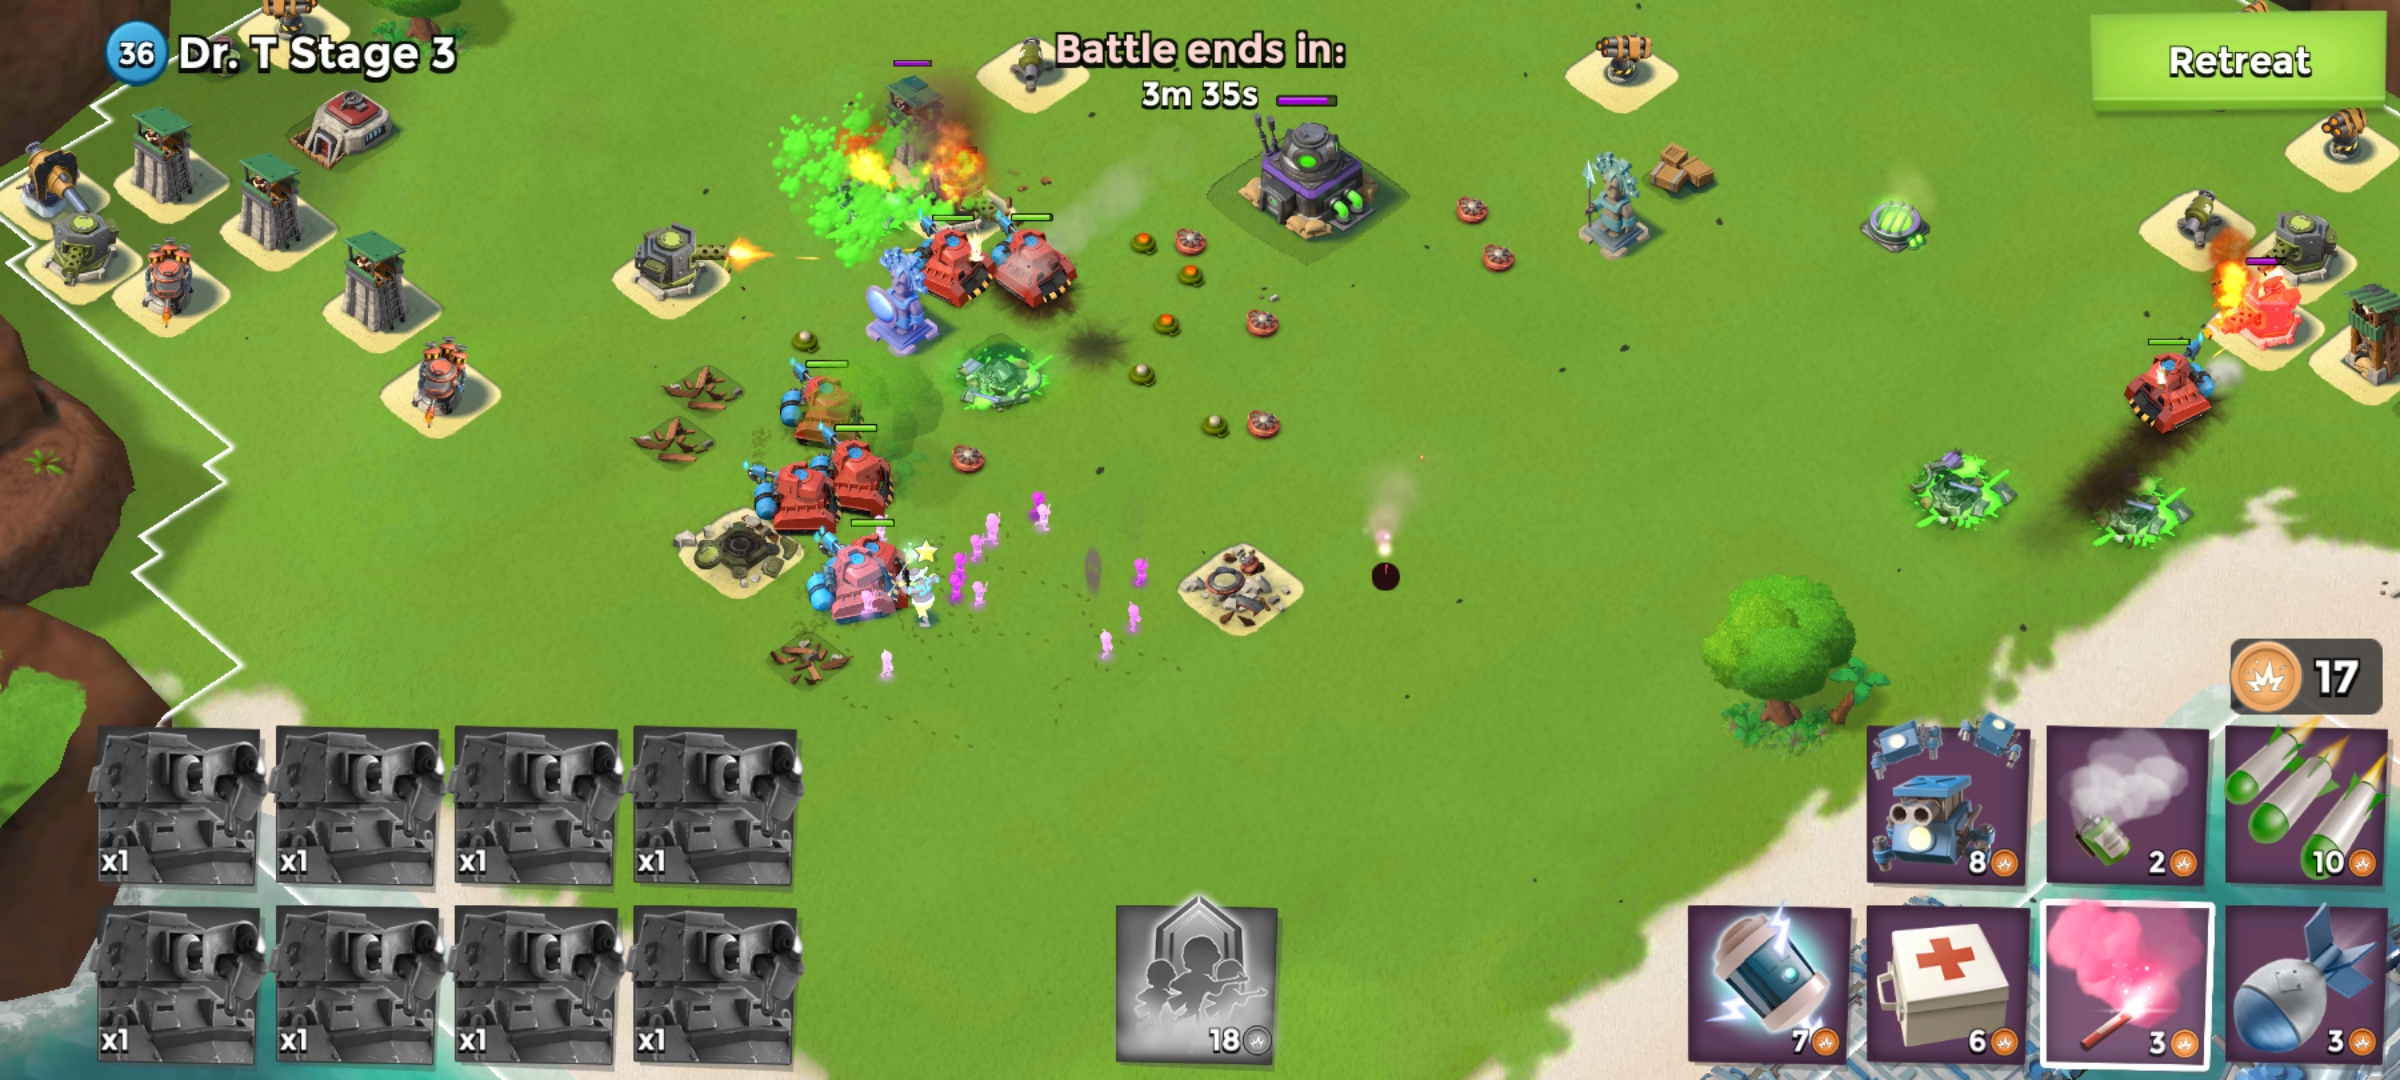 36 Dr. T Stage 3
Battle ends in:
3m 35s
Retreat
17
x1 x1 x1 x1
8 2 10
x1 x1 x1 x1
18
7 6 3 3